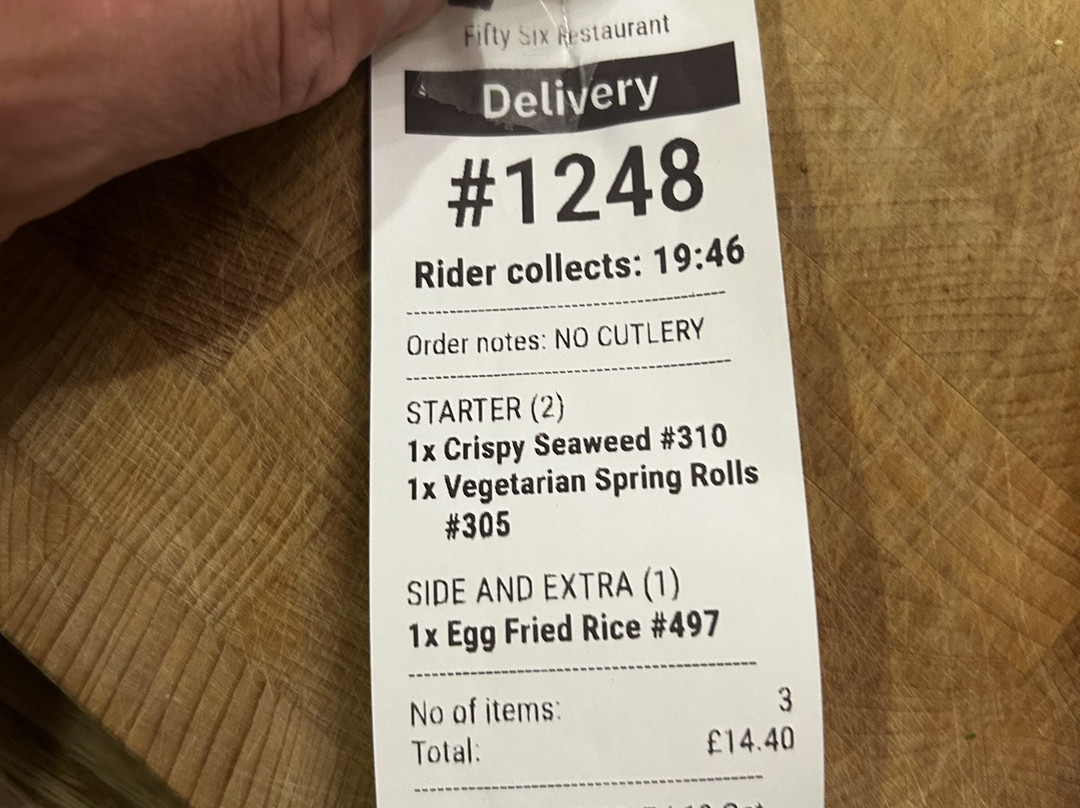 Fifty Six Restaurant
Delivery
#1248
Rider collects: 19:46
Order notes: NO CUTLERY
STARTER (2)
1x Crispy Seaweed #310
1x Vegetarian Spring Rolls
#305
SIDE AND EXTRA (1)
1x Egg Fried Rice #497
No of items: 3
Total: £14.40